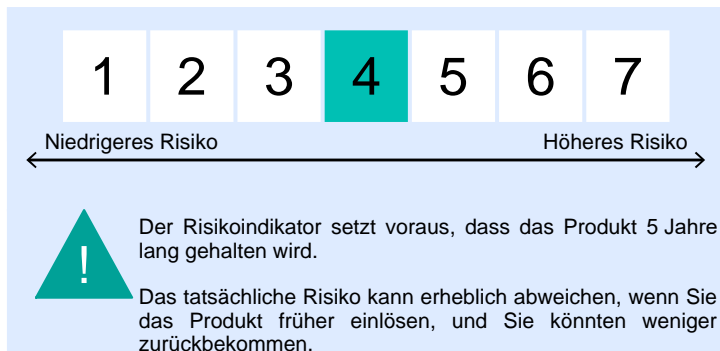 1 2 3 4 5 6 7
Niedrigeres Risiko Höheres Risiko
!
Der Risikoindikator setzt voraus, dass das Produkt 5 Jahre
lang gehalten wird.
Das tatsächliche Risiko kann erheblich abweichen, wenn Sie
das Produkt früher einlösen, und Sie könnten weniger
zurückbekommen.